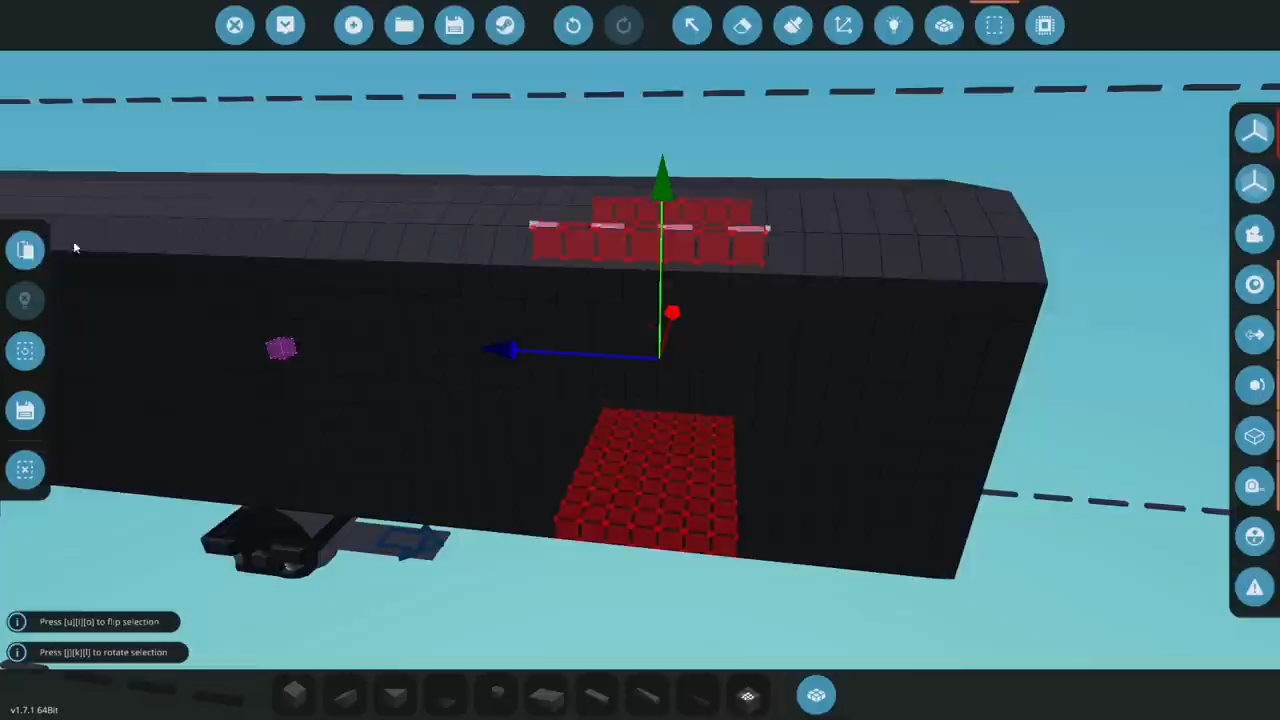 Press [u][i][o] to flip selection
Press [j][k][l] to rotate selection
v1.7.1 64Bit